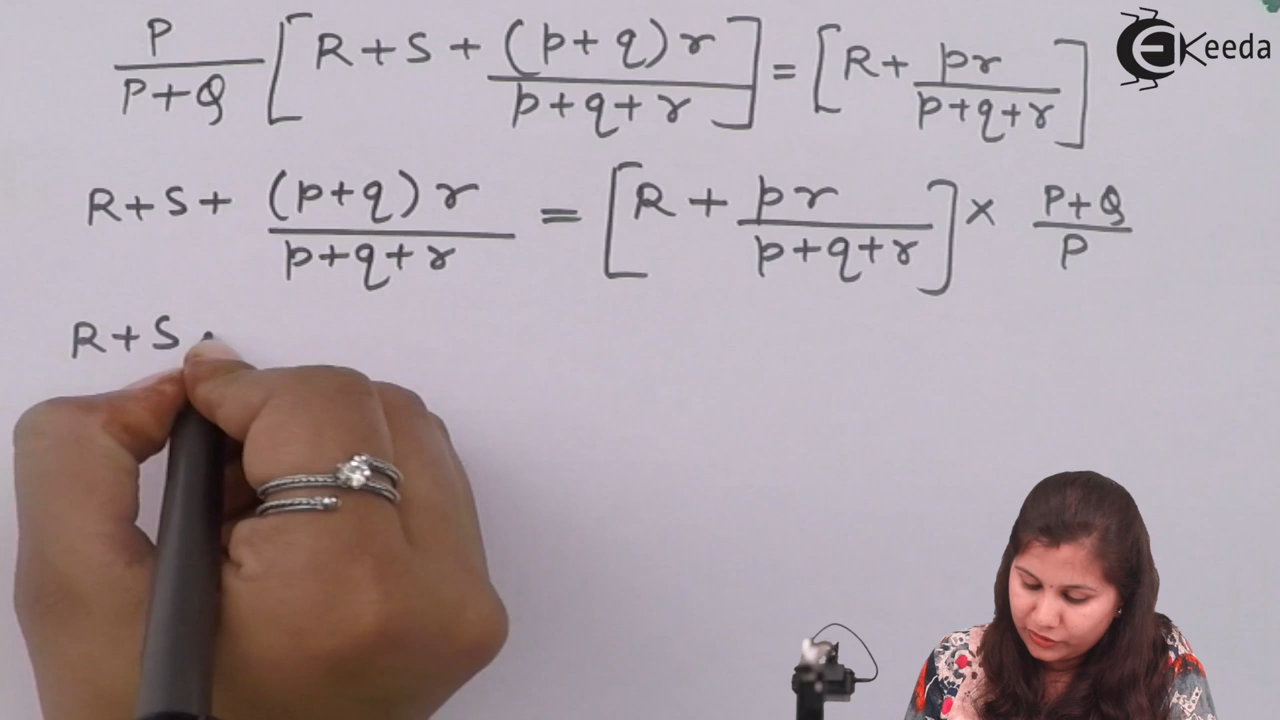 P/(P+Q) [R+S+ (p+q)r/(p+q+r)] = [R+ pr/(p+q+r)]
EKeeda
R+S+ (p+q)r/(p+q+r) = [R+ pr/(p+q+r)] × (P+Q)/P
R+S